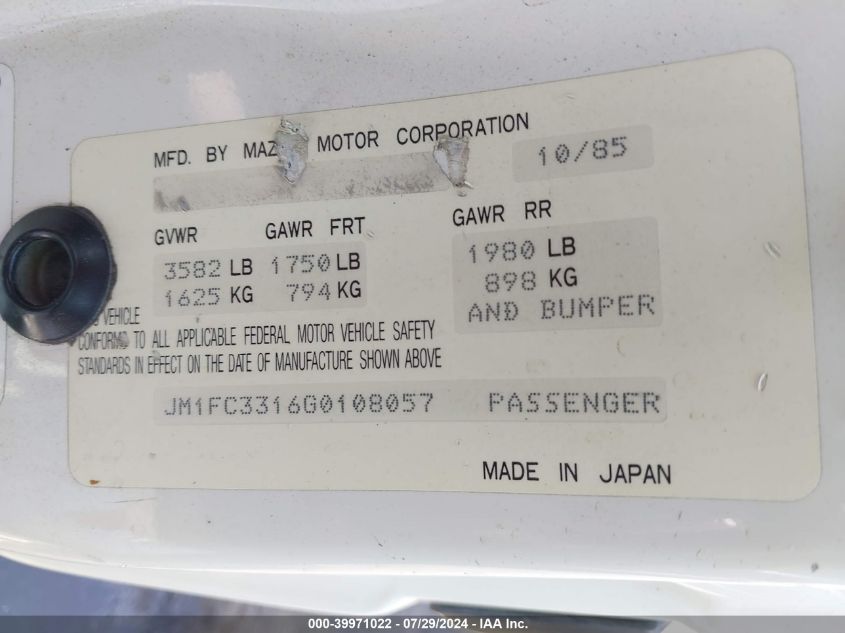 MFD. BY MAZ MOTOR CORPORATION
10/85
GVWR GAWR FRT GAWR RR
3582 LB 1750 LB 1980 LB
1625 KG 794 KG 898 KG
AND BUMPER
VEHICLE
CONFORMS TO ALL APPLICABLE FEDERAL MOTOR VEHICLE SAFETY
STANDARDS IN EFFECT ON THE DATE OF MANUFACTURE SHOWN ABOVE
JM1FC3316G0108057 PASSENGER
MADE IN JAPAN
000-39971022 - 07/29/2024 - IAA Inc.